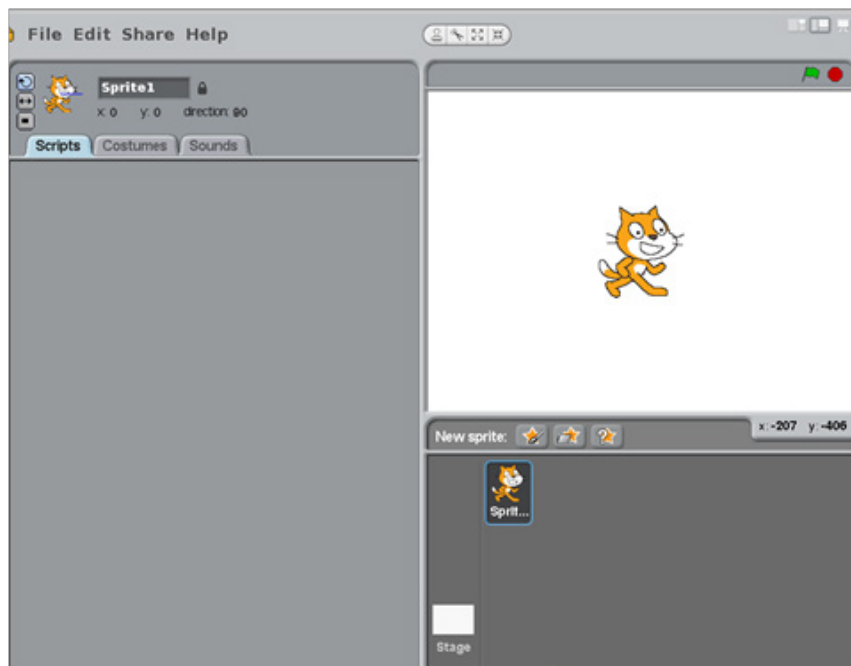 File Edit Share Help
Sprite1
x: 0 y: 0 direction: 90
Scripts Costumes Sounds
New sprite:
x:-207 y:-406
Sprit...
Stage